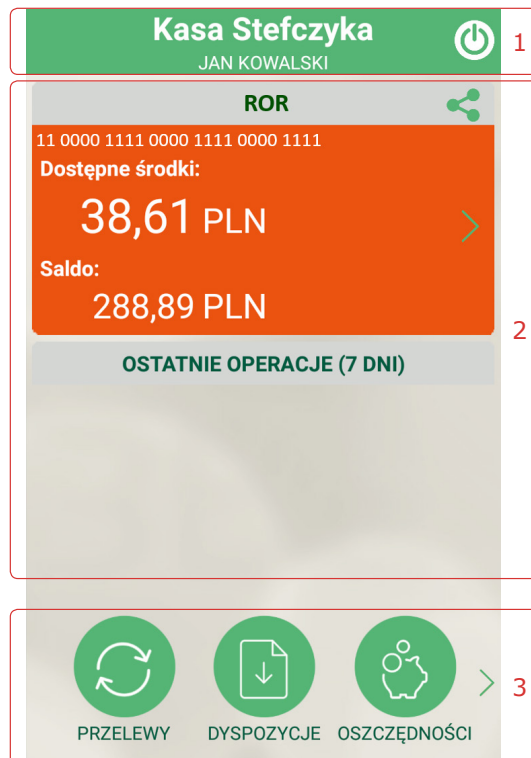 Kasa Stefczyka
JAN KOWALSKI
1
ROR
11 0000 1111 0000 1111 0000 1111
Dostępne środki:
38,61 PLN
Saldo:
288,89 PLN
2
OSTATNIE OPERACJE (7 DNI)
3
PRZELEWY DYSPOZYCJE OSZCZĘDNOŚCI